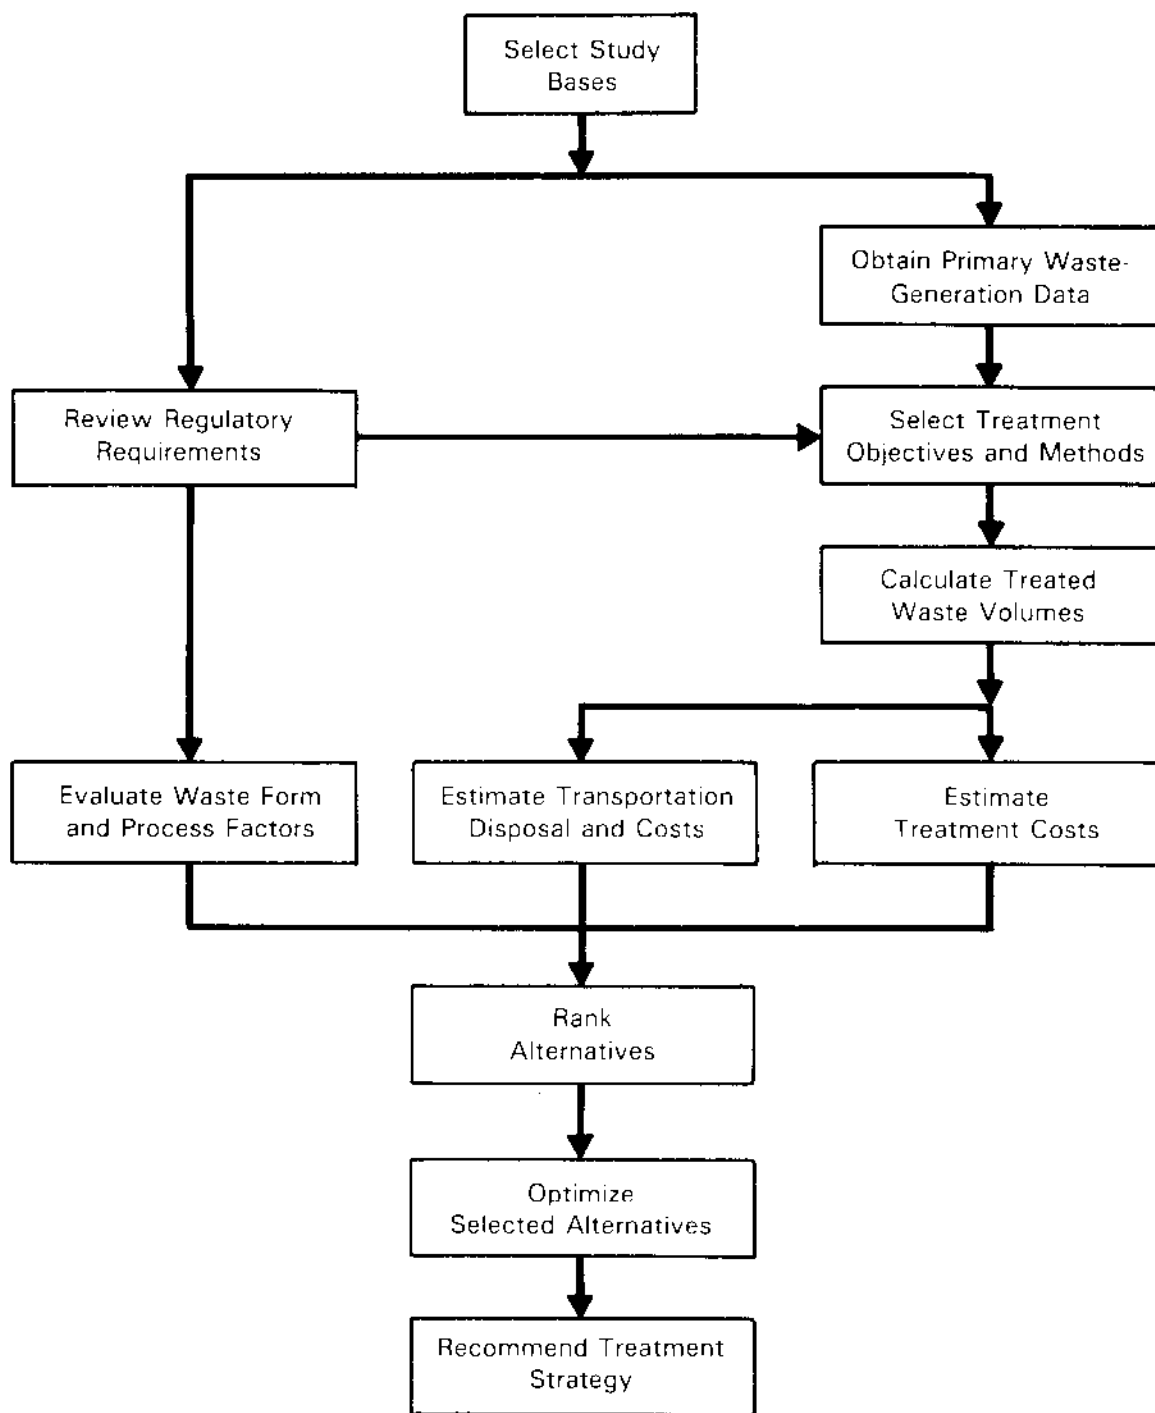 Select Study
Bases
Obtain Primary Waste-
Generation Data
Review Regulatory
Requirements
Select Treatment
Objectives and Methods
Calculate Treated
Waste Volumes
Evaluate Waste Form
and Process Factors
Estimate Transportation
Disposal and Costs
Estimate
Treatment Costs
Rank
Alternatives
Optimize
Selected Alternatives
Recommend Treatment
Strategy